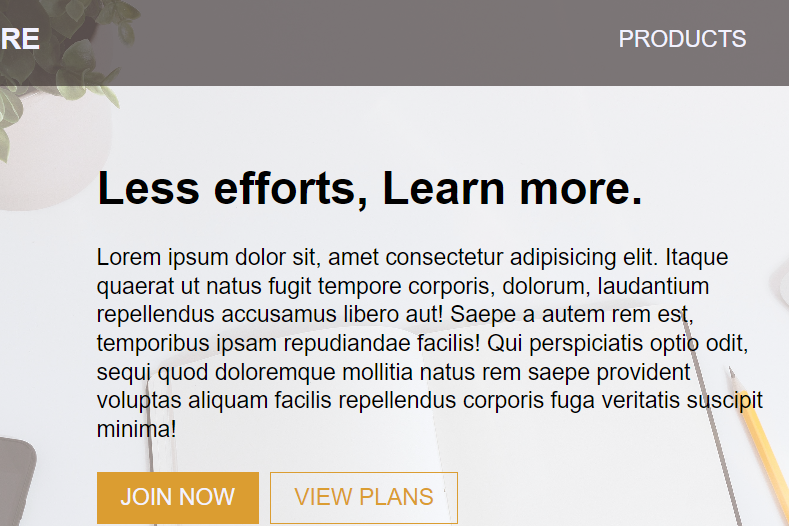 RE
PRODUCTS
Less efforts, Learn more.
Lorem ipsum dolor sit, amet consectetur adipisicing elit. Itaque
quaerat ut natus fugit tempore corporis, dolorum, laudantium
repellendus accusamus libero aut! Saepe a autem rem est,
temporibus ipsam repudiandae facilis! Qui perspiciatis optio odit,
sequi quod doloremque mollitia natus rem saepe provident
voluptas aliquam facilis repellendus corporis fuga veritatis suscipit
minima!
JOIN NOW
VIEW PLANS